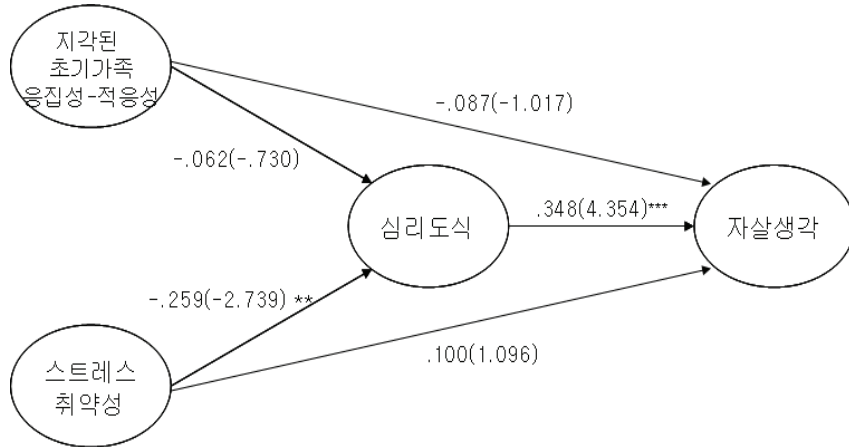 지각된
초기가족
응집성-적응성
-.087(-1.017)
-.062(-.730)
심리도식
.348(4.354)***
자살생각
-.259(-2.739) **
.100(1.096)
스트레스
취약성